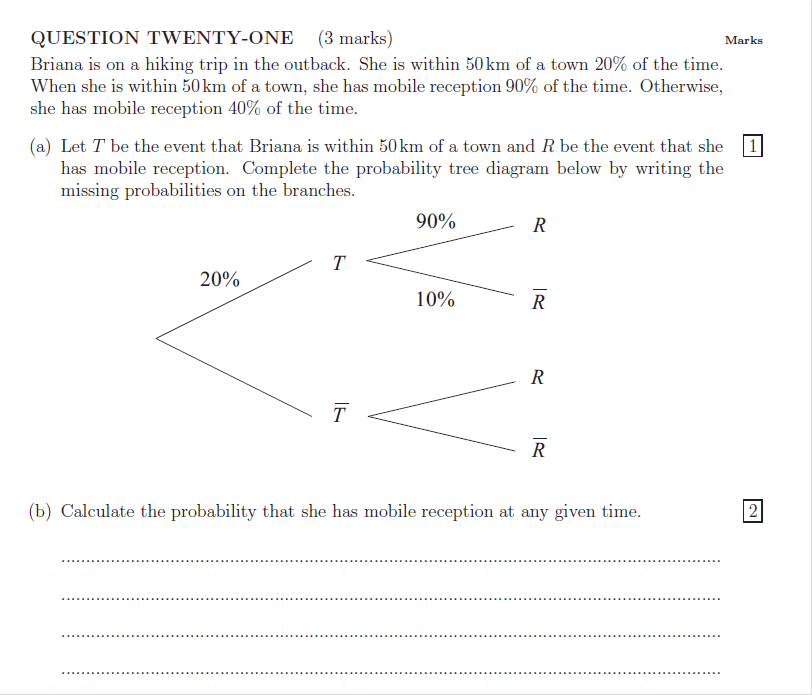 QUESTION TWENTY-ONE (3 marks) Marks
Briana is on a hiking trip in the outback. She is within 50 km of a town 20% of the time.
When she is within 50 km of a town, she has mobile reception 90% of the time. Otherwise,
she has mobile reception 40% of the time.
(a) Let T be the event that Briana is within 50 km of a town and R be the event that she 1
has mobile reception. Complete the probability tree diagram below by writing the
missing probabilities on the branches.
90%
R
T
20%
10%
R̅
R
T̅
R̅
(b) Calculate the probability that she has mobile reception at any given time. 2